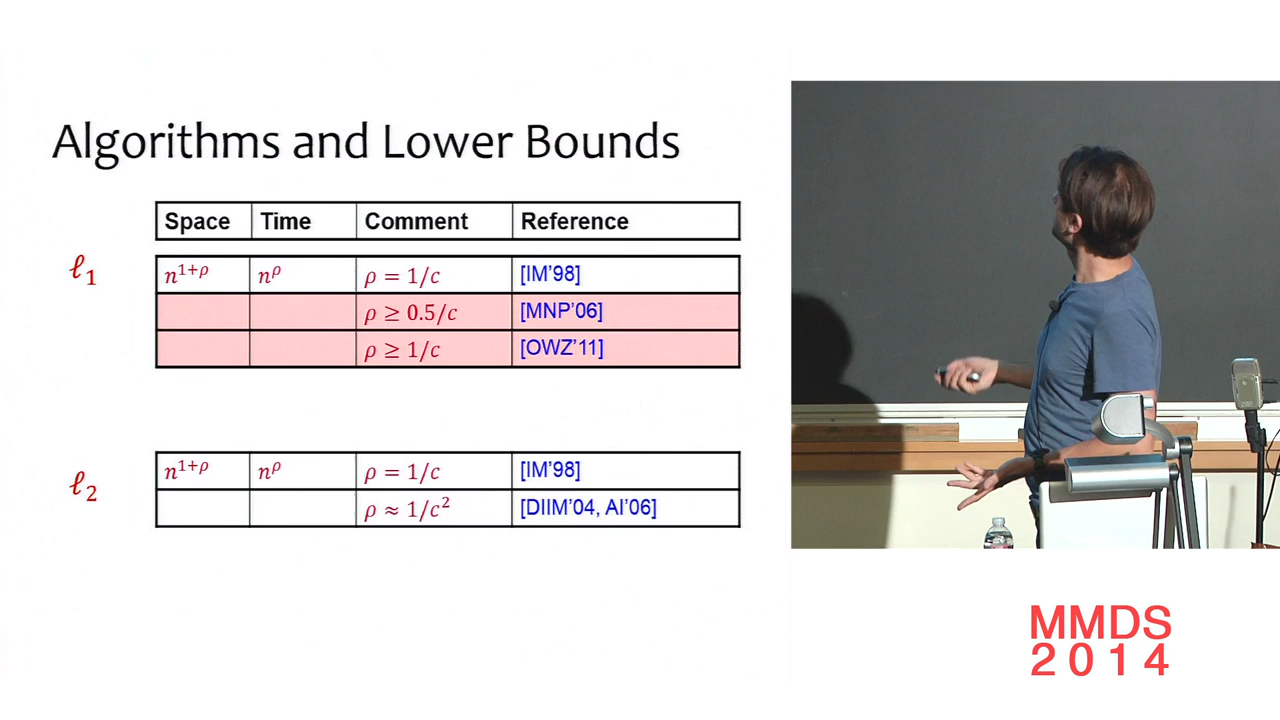 Algorithms and Lower Bounds
Space Time Comment Reference
ℓ₁
n^{1+ρ} n^ρ ρ = 1/c [IM'98]
ρ ≥ 0.5/c [MNP'06]
ρ ≥ 1/c [OWZ'11]
ℓ₂
n^{1+ρ} n^ρ ρ = 1/c [IM'98]
ρ ≈ 1/c² [DIIM'04, AI'06]
MMDS
2014